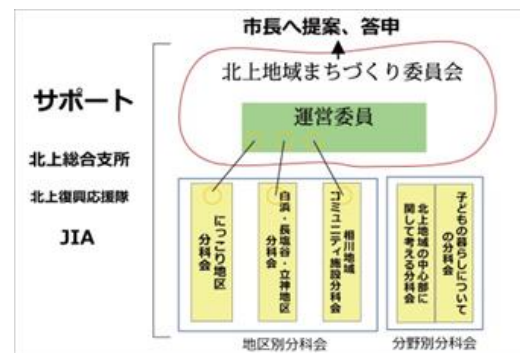 市長へ提案、答申
北上地域まちづくり委員会
運営委員
サポート
北上総合支所
北上復興応援隊
JIA
にっこり地区
分科会
白浜・長塩谷・立神地区
分科会
相川地域
コミュニティ施設分科会
北上地域の中心部に
関して考える分科会
子どもの暮らしについて
の分科会
地区別分科会
分野別分科会